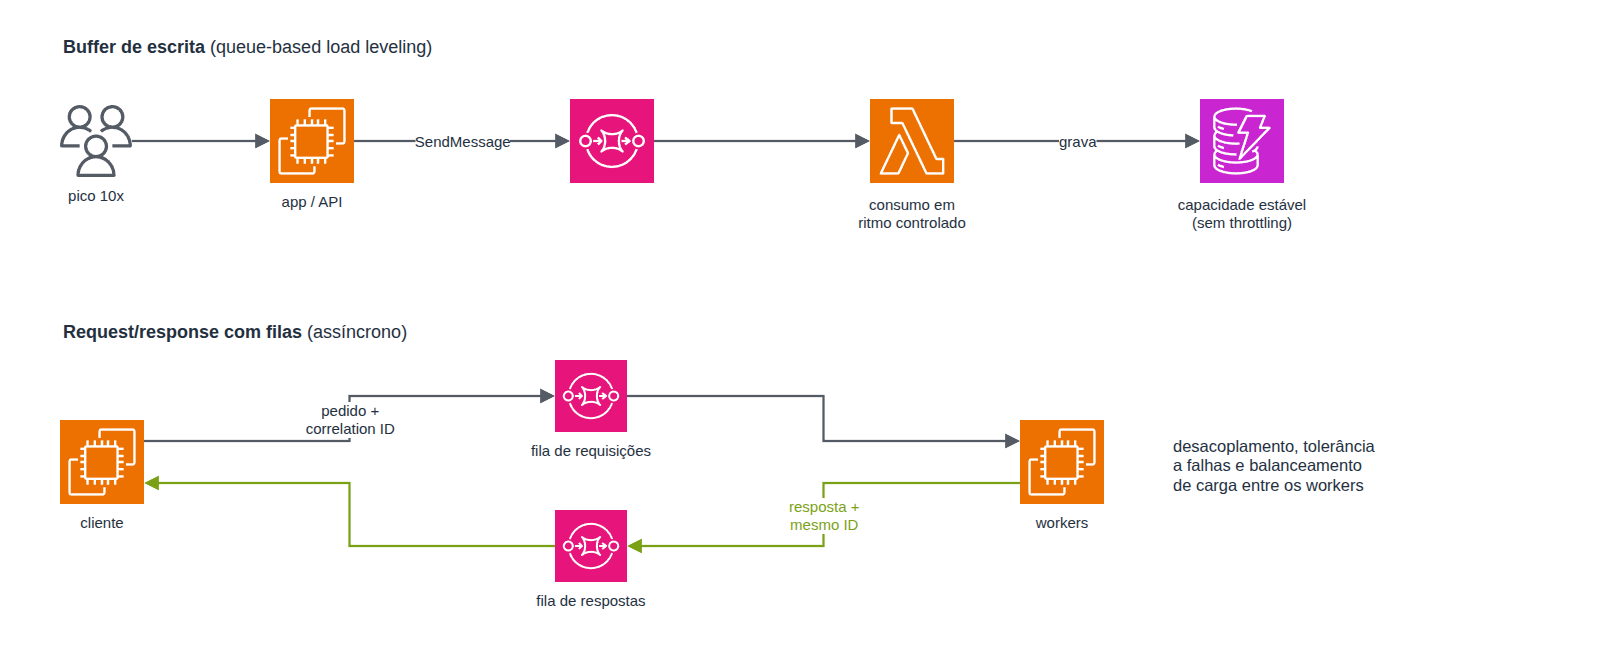 Buffer de escrita (queue-based load leveling)
SendMessage
grava
pico 10x
app / API
consumo em
ritmo controlado
capacidade estável
(sem throttling)
Request/response com filas (assíncrono)
pedido +
correlation ID
fila de requisições
desacoplamento, tolerância
a falhas e balanceamento
de carga entre os workers
resposta +
mesmo ID
cliente
workers
fila de respostas